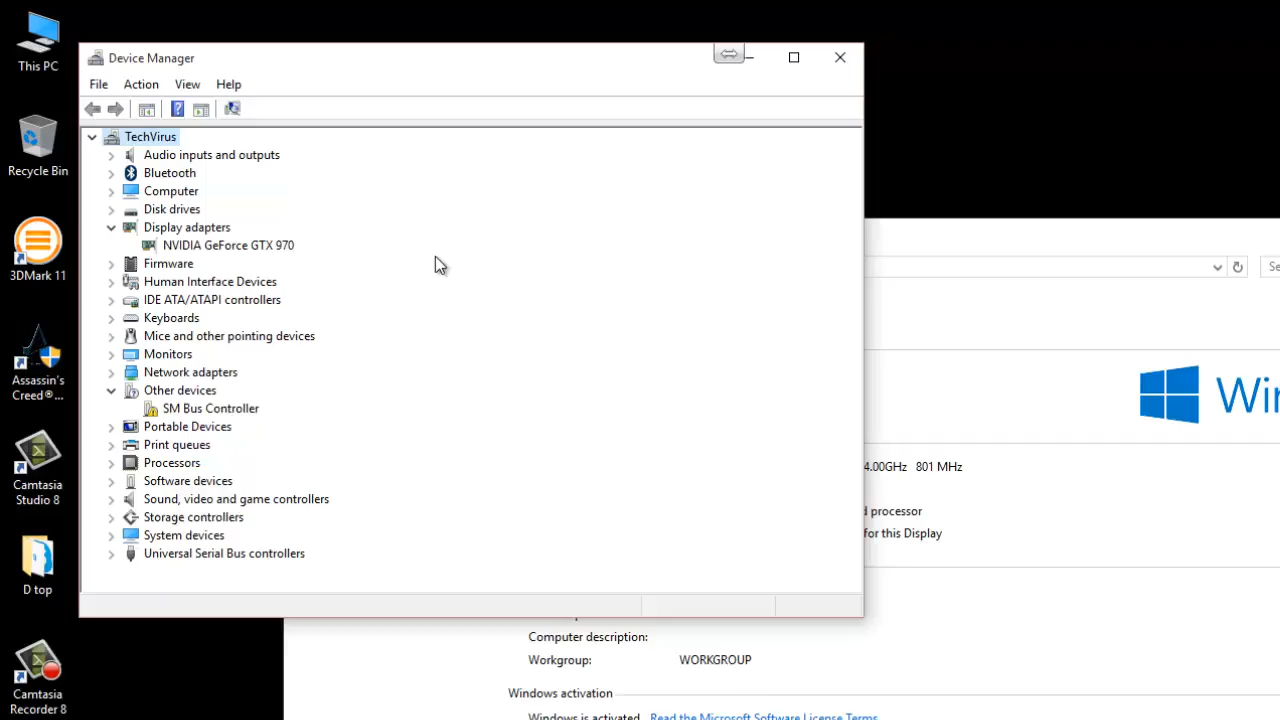 This PC
Recycle Bin
3DMark 11
Assassin's
Creed®...
Camtasia
Studio 8
D top
Camtasia
Recorder 8
Device Manager
File Action View Help
TechVirus
Audio inputs and outputs
Bluetooth
Computer
Disk drives
Display adapters
NVIDIA GeForce GTX 970
Firmware
Human Interface Devices
IDE ATA/ATAPI controllers
Keyboards
Mice and other pointing devices
Monitors
Network adapters
Other devices
SM Bus Controller
Portable Devices
Print queues
Processors
Software devices
Sound, video and game controllers
Storage controllers
System devices
Universal Serial Bus controllers
Se
Win
4.00GHz 801 MHz
d processor
for this Display
Computer description:
Workgroup: WORKGROUP
Windows activation
Windows is activated Read the Microsoft Software License Terms